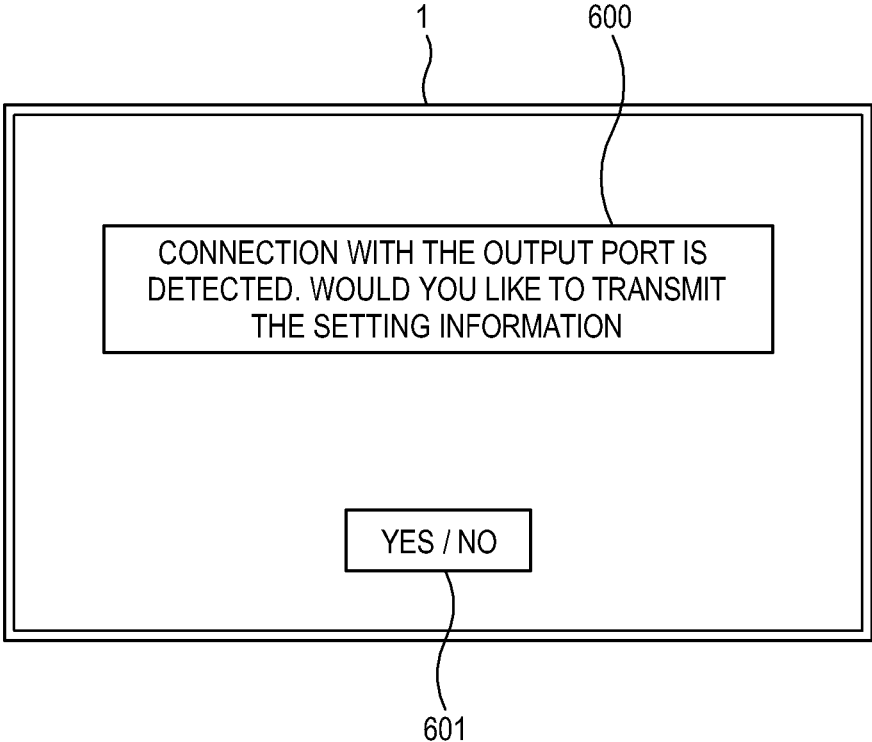 1 600
CONNECTION WITH THE OUTPUT PORT IS
DETECTED. WOULD YOU LIKE TO TRANSMIT
THE SETTING INFORMATION
YES / NO
601